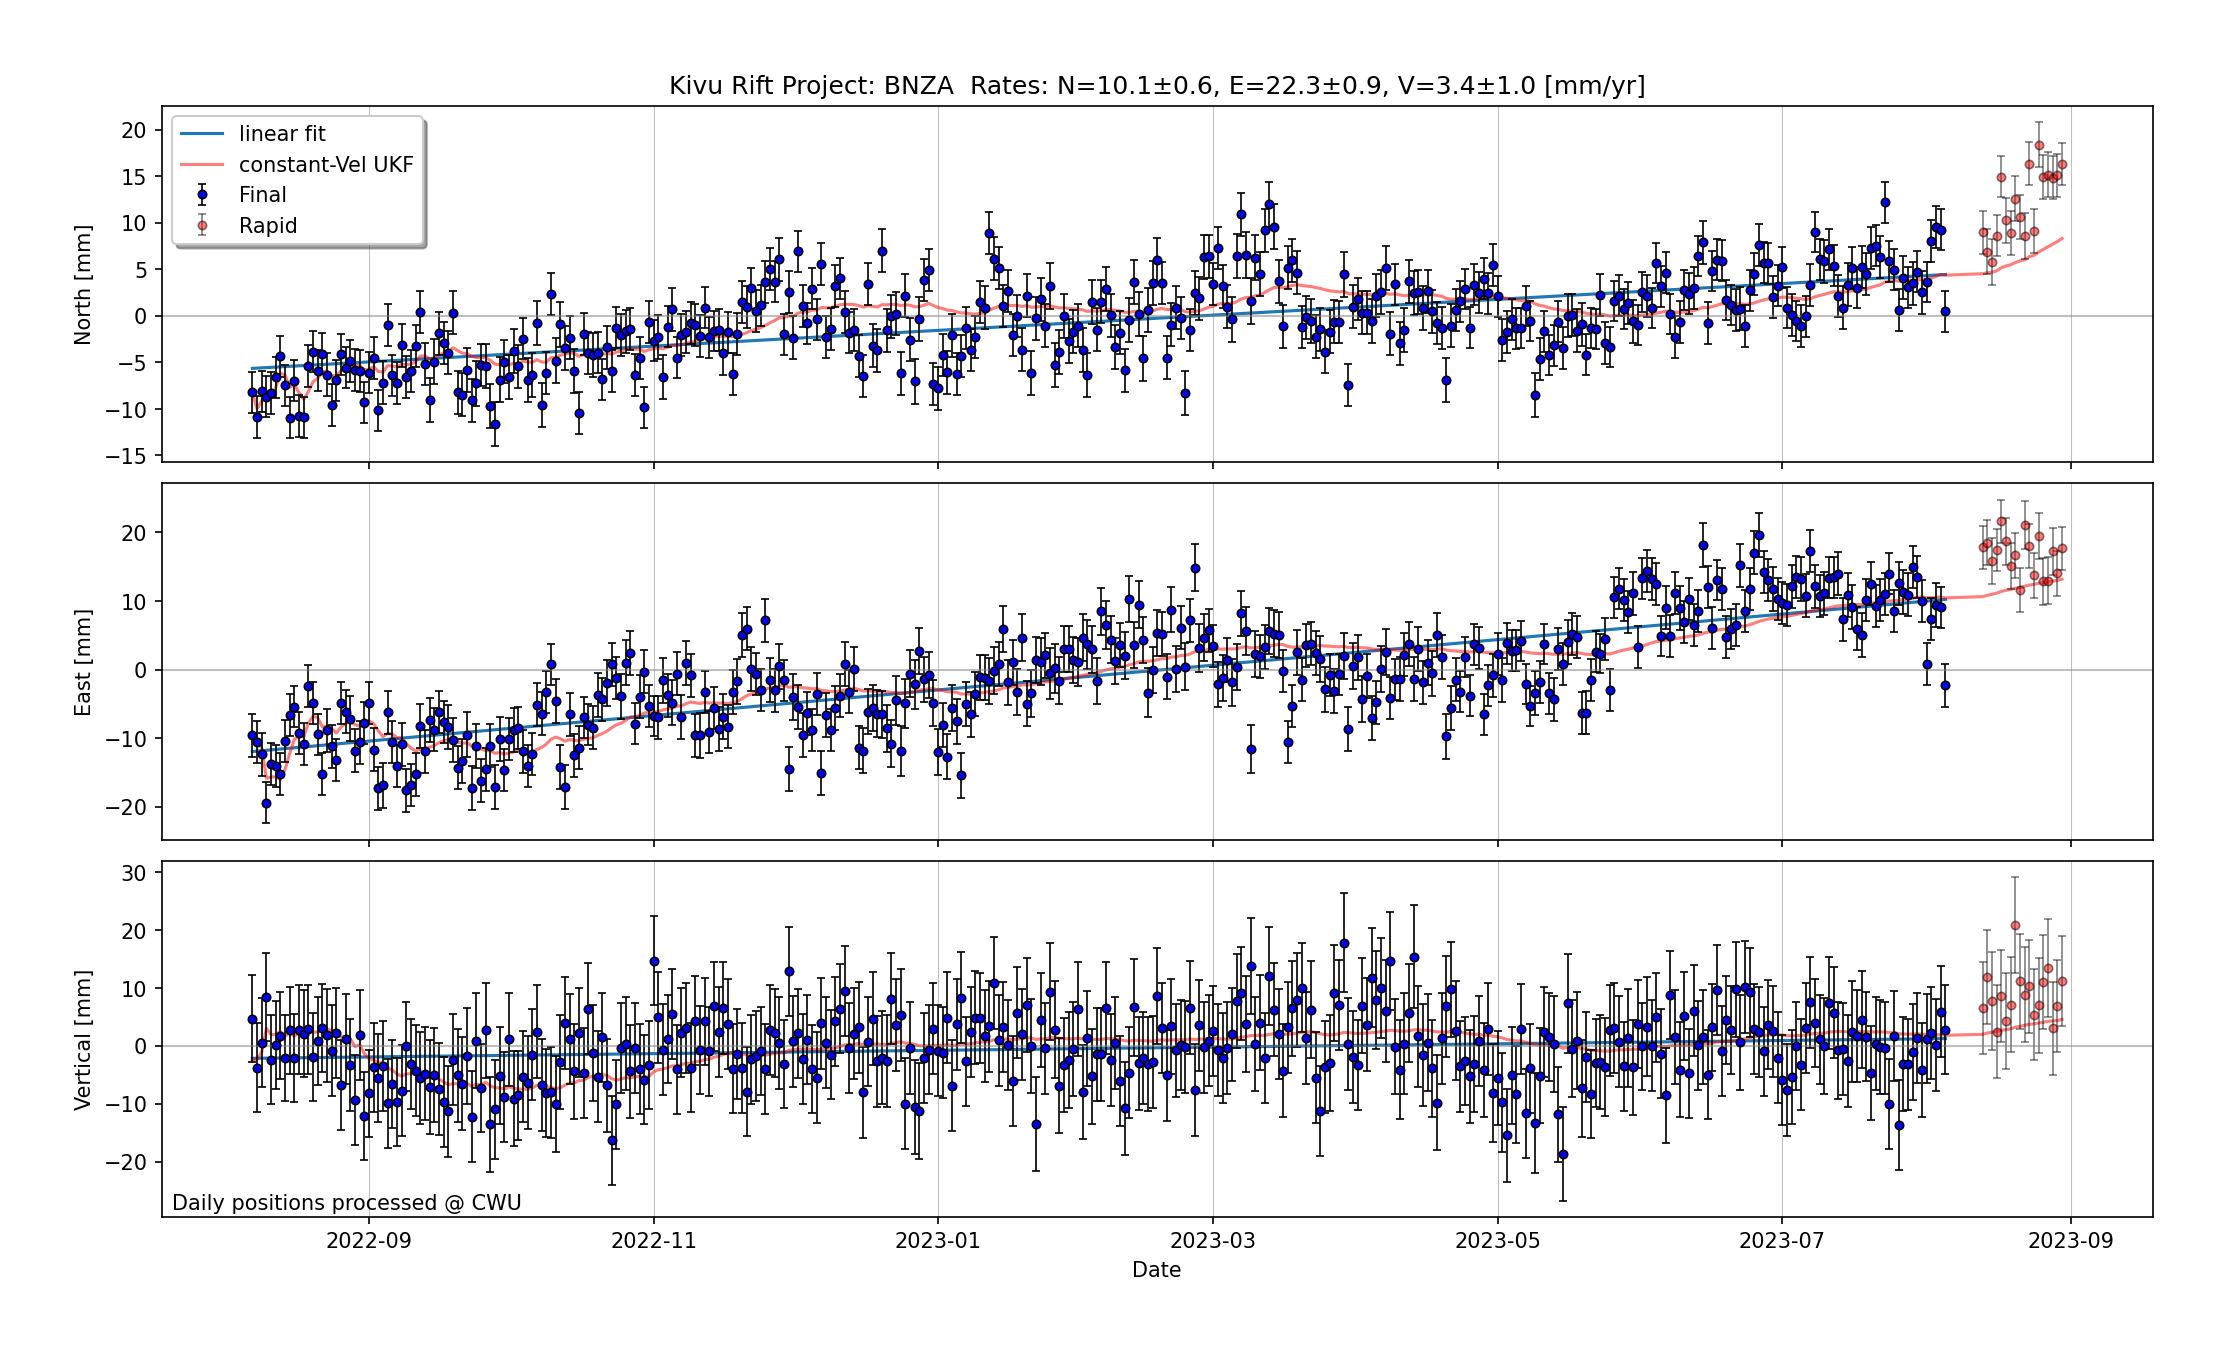 Kivu Rift Project: BNZA  Rates: N=10.1±0.6, E=22.3±0.9, V=3.4±1.0 [mm/yr]
linear fit
constant-Vel UKF
Final
Rapid
North [mm]
20
15
10
5
0
−5
−10
−15
East [mm]
20
10
0
−10
−20
Vertical [mm]
30
20
10
0
−10
−20
Daily positions processed @ CWU
2022-09 2022-11 2023-01 2023-03 2023-05 2023-07 2023-09
Date